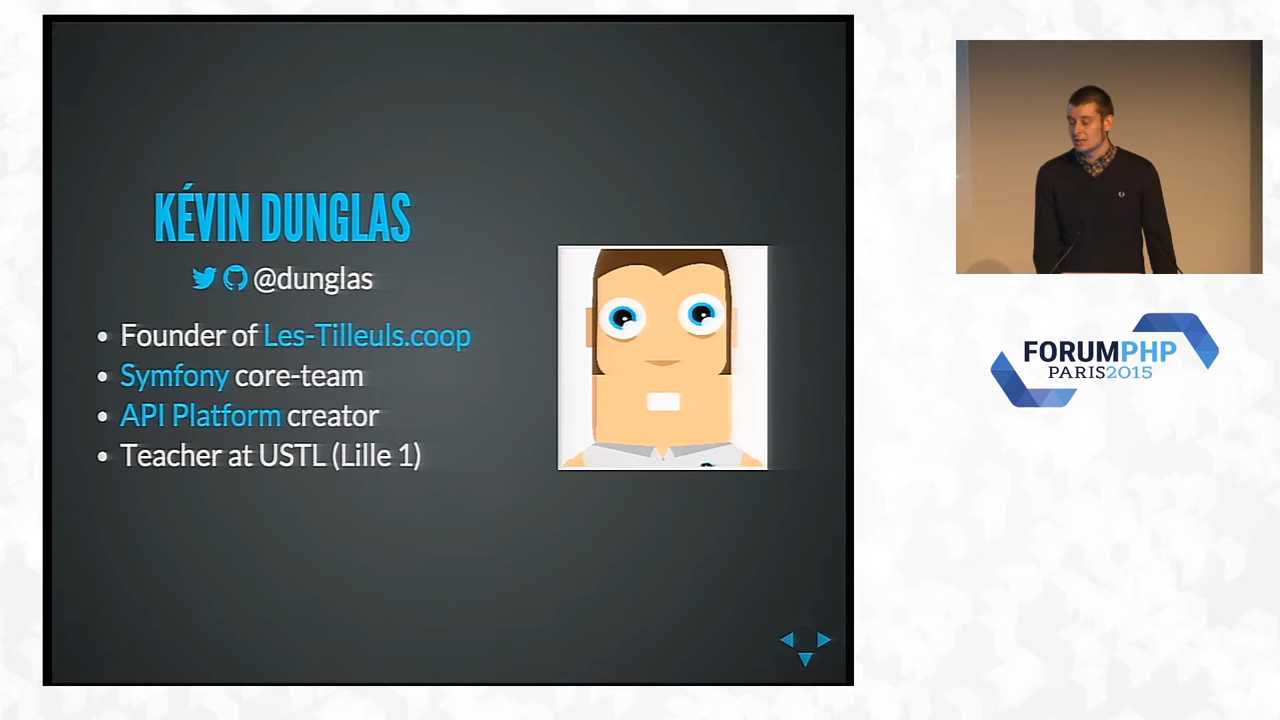 KÉVIN DUNGLAS
@dunglas
Founder of Les-Tilleuls.coop
Symfony core-team
API Platform creator
Teacher at USTL (Lille 1)
FORUMPHP
PARIS2015